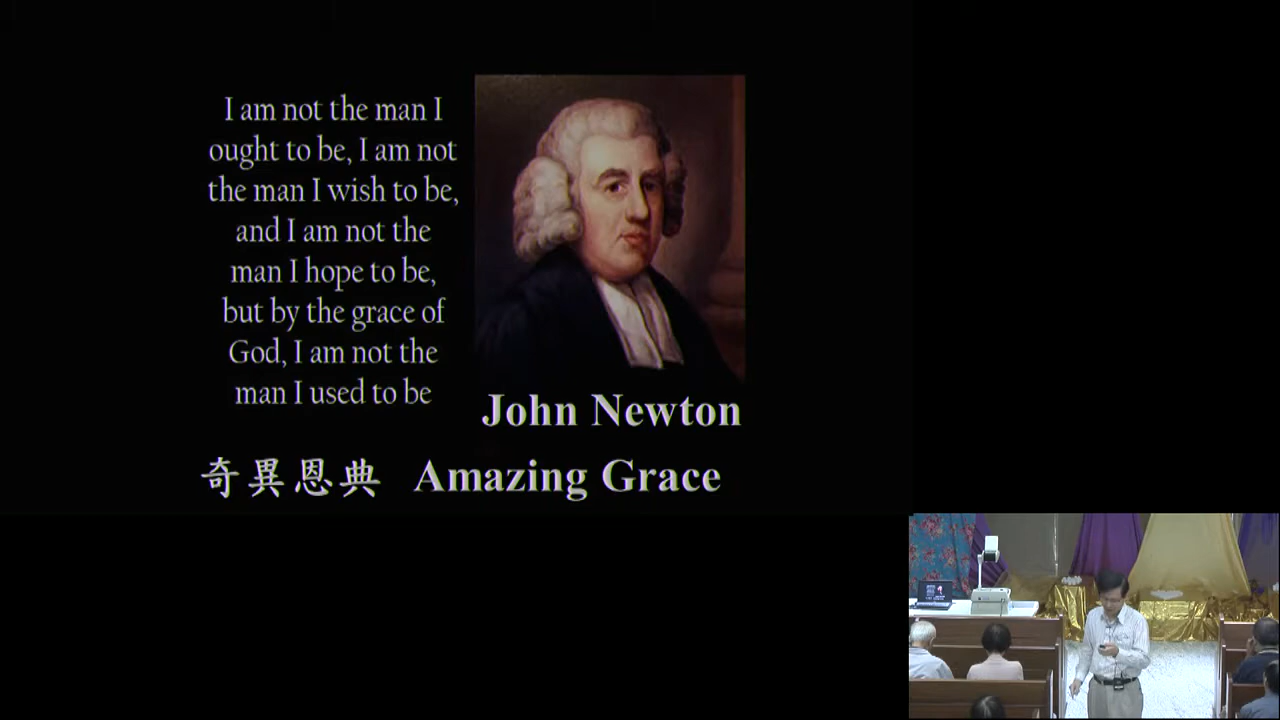 I am not the man I
ought to be, I am not
the man I wish to be,
and I am not the
man I hope to be,
but by the grace of
God, I am not the
man I used to be
John Newton
奇異恩典 Amazing Grace